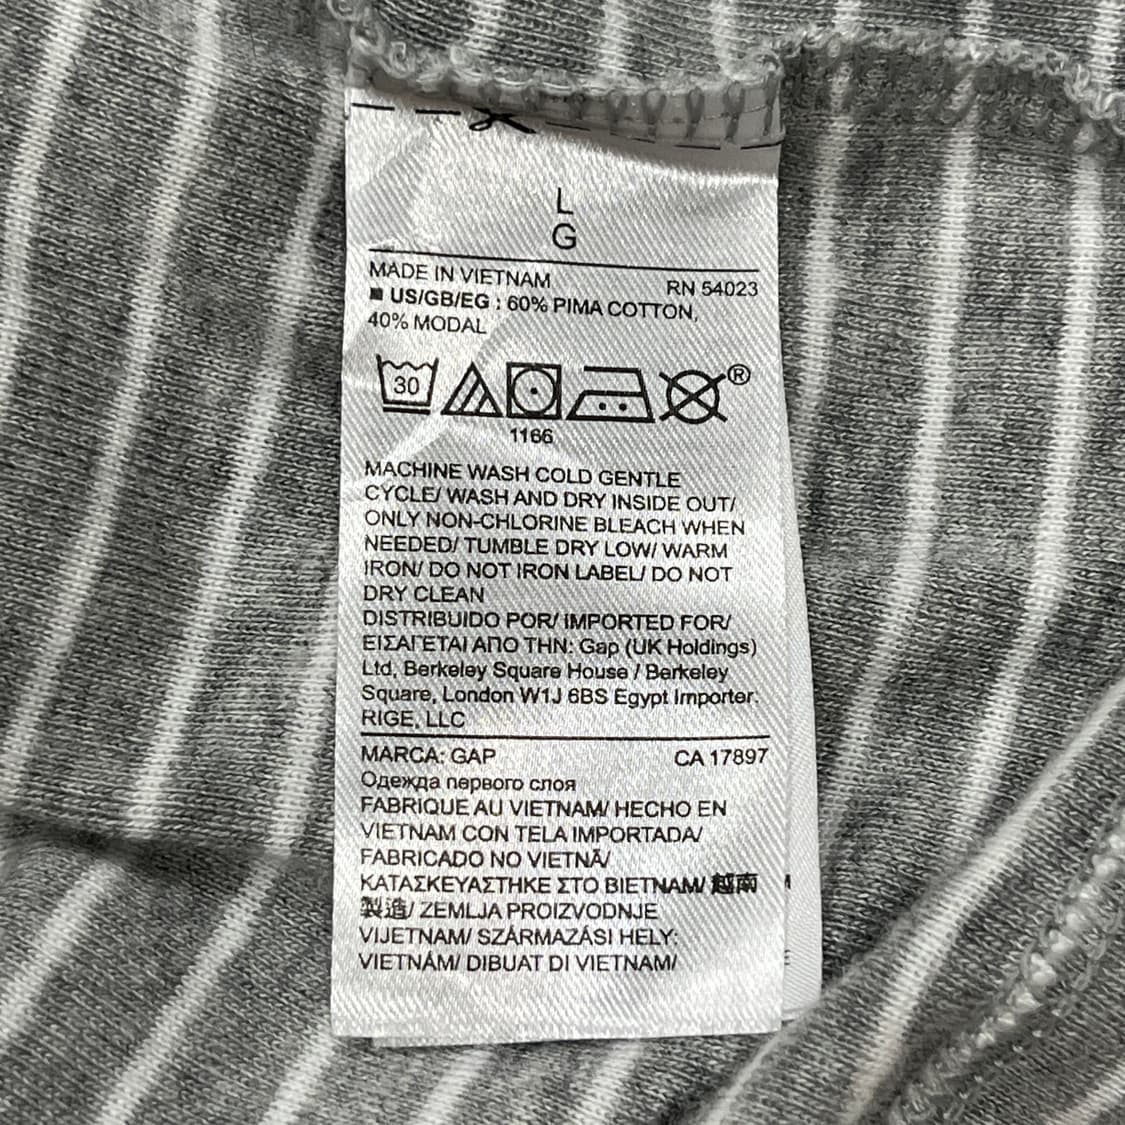 L
G
MADE IN VIETNAM RN 54023
■ US/GB/EG : 60% PIMA COTTON,
40% MODAL
30 ®
1166
MACHINE WASH COLD GENTLE
CYCLE/ WASH AND DRY INSIDE OUT/
ONLY NON-CHLORINE BLEACH WHEN
NEEDED/ TUMBLE DRY LOW/ WARM
IRON/ DO NOT IRON LABEL/ DO NOT
DRY CLEAN
DISTRIBUIDO POR/ IMPORTED FOR/
ΕΙΣΑΓΕΤΑΙ ΑΠΟ ΤΗΝ: Gap (UK Holdings)
Ltd, Berkeley Square House / Berkeley
Square, London W1J 6BS Egypt Importer:
RIGE, LLC
MARCA: GAP CA 17897
Одежда первого слоя
FABRIQUE AU VIETNAM/ HECHO EN
VIETNAM CON TELA IMPORTADA/
FABRICADO NO VIETNÃ/
ΚΑΤΑΣΚΕΥΑΣΤΗΚΕ ΣΤΟ ΒΙΕΤΝΑΜ/ 越南
製造/ ZEMLJA PROIZVODNJE
VIJETNAM/ SZÁRMAZÁSI HELY:
VIETNÁM/ DIBUAT DI VIETNAM/